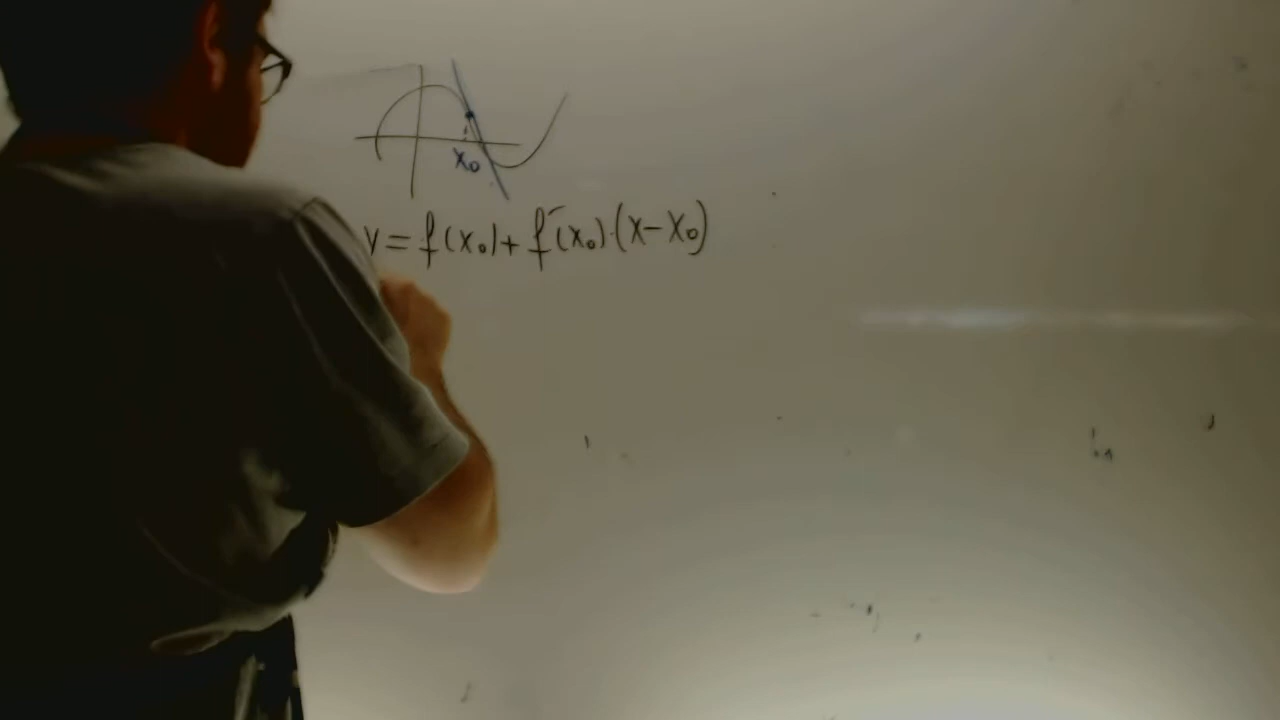 x₀
y = f(x₀) + f'(x₀)·(x-x₀)